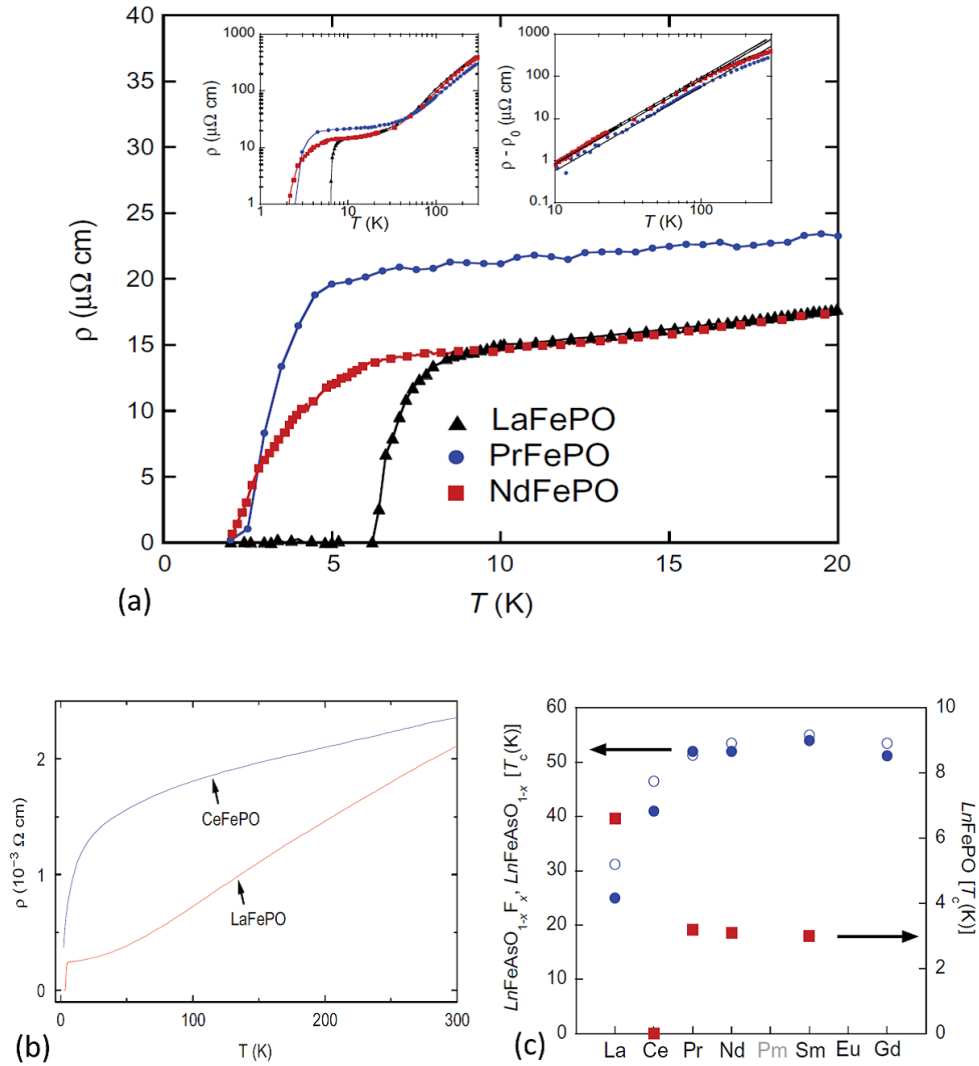 40
35
30
25
20
15
10
5
0
ρ (μΩ cm)
0
5
10
15
20
T (K)
1000
100
10
1
ρ (μΩ cm)
1
10
100
T (K)
1000
100
10
1
0.1
ρ - ρ0 (μΩ cm)
10
100
T (K)
LaFePO
PrFePO
NdFePO
(a)
2
1
0
ρ (10⁻³ Ω cm)
CeFePO
LaFePO
0
100
200
300
T (K)
(b)
60
50
40
30
20
10
0
LnFeAsO1-xFx, LnFeAsO1-x [Tc(K)]
10
8
6
4
2
0
LnFePO [Tc(K)]
La Ce Pr Nd Pm Sm Eu Gd
(c)